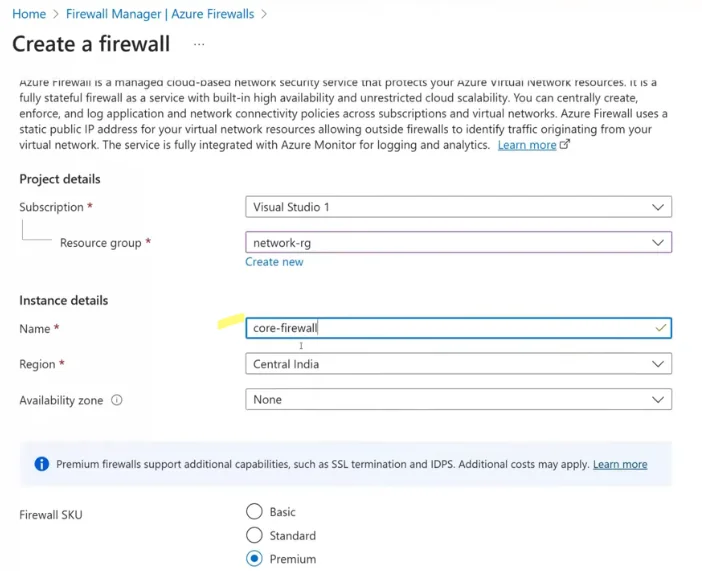 Home > Firewall Manager | Azure Firewalls >
Create a firewall ...
Azure Firewall is a managed cloud-based network security service that protects your Azure Virtual Network resources. It is a
fully stateful firewall as a service with built-in high availability and unrestricted cloud scalability. You can centrally create,
enforce, and log application and network connectivity policies across subscriptions and virtual networks. Azure Firewall uses a
static public IP address for your virtual network resources allowing outside firewalls to identify traffic originating from your
virtual network. The service is fully integrated with Azure Monitor for logging and analytics. Learn more
Project details
Subscription * Visual Studio 1
Resource group * network-rg
Create new
Instance details
Name * core-firewall
Region * Central India
Availability zone None
Premium firewalls support additional capabilities, such as SSL termination and IDPS. Additional costs may apply. Learn more
Firewall SKU Basic
Standard
Premium